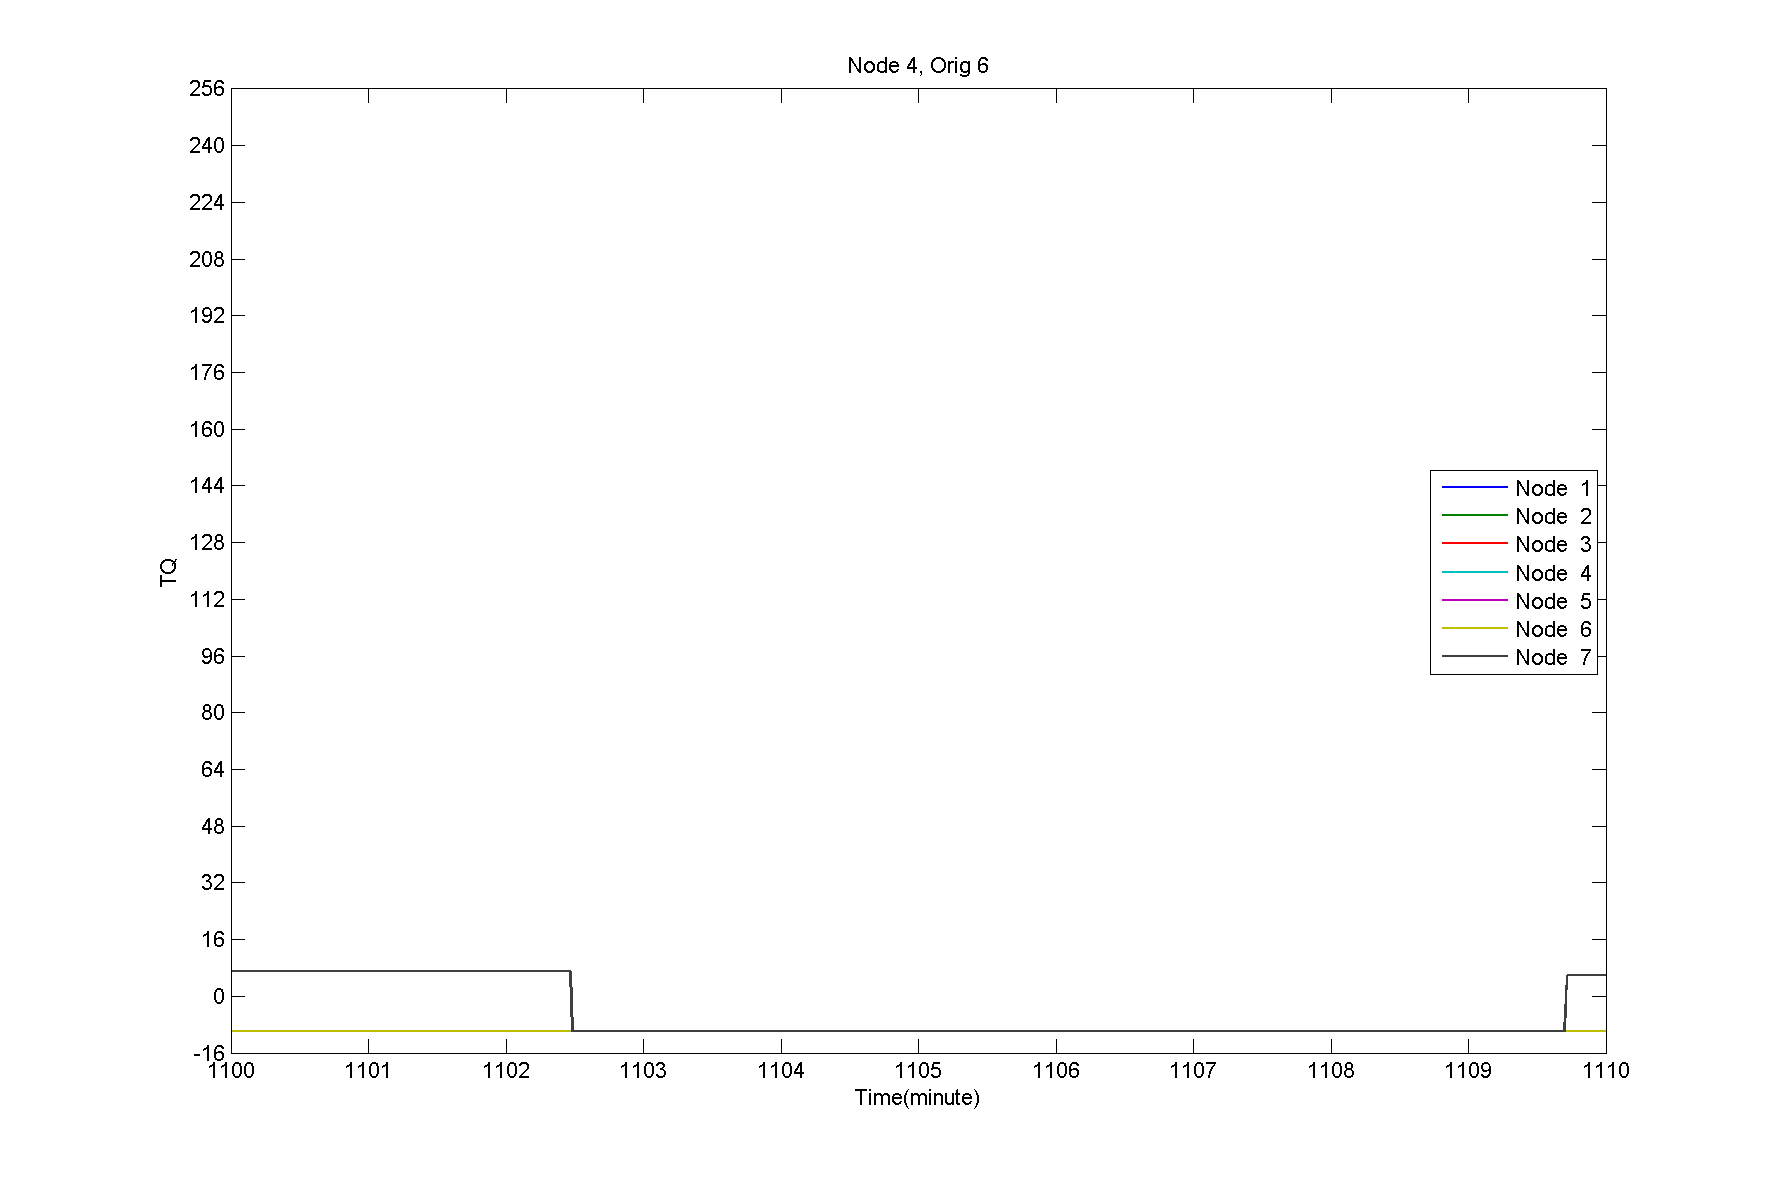 Node 4, Orig 6
256
240
224
208
192
176
160
144
128
112
96
80
64
48
32
16
0
-16
TQ
Node 1
Node 2
Node 3
Node 4
Node 5
Node 6
Node 7
1100 1101 1102 1103 1104 1105 1106 1107 1108 1109 1110
Time(minute)